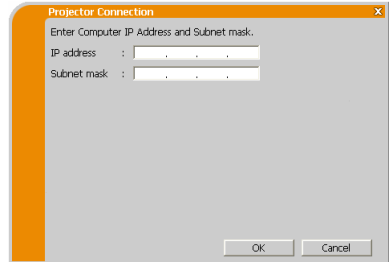 Projector Connection
Enter Computer IP Address and Subnet mask.
IP address : . . .
Subnet mask : . . .
OK Cancel